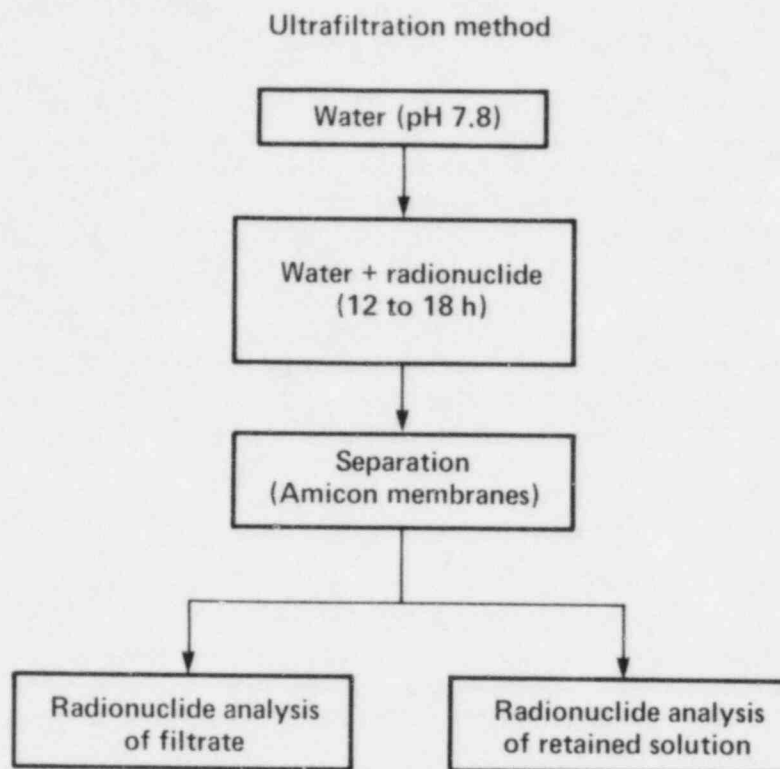 Ultrafiltration method
Water (pH 7.8)
Water + radionuclide
(12 to 18 h)
Separation
(Amicon membranes)
Radionuclide analysis
of filtrate
Radionuclide analysis
of retained solution